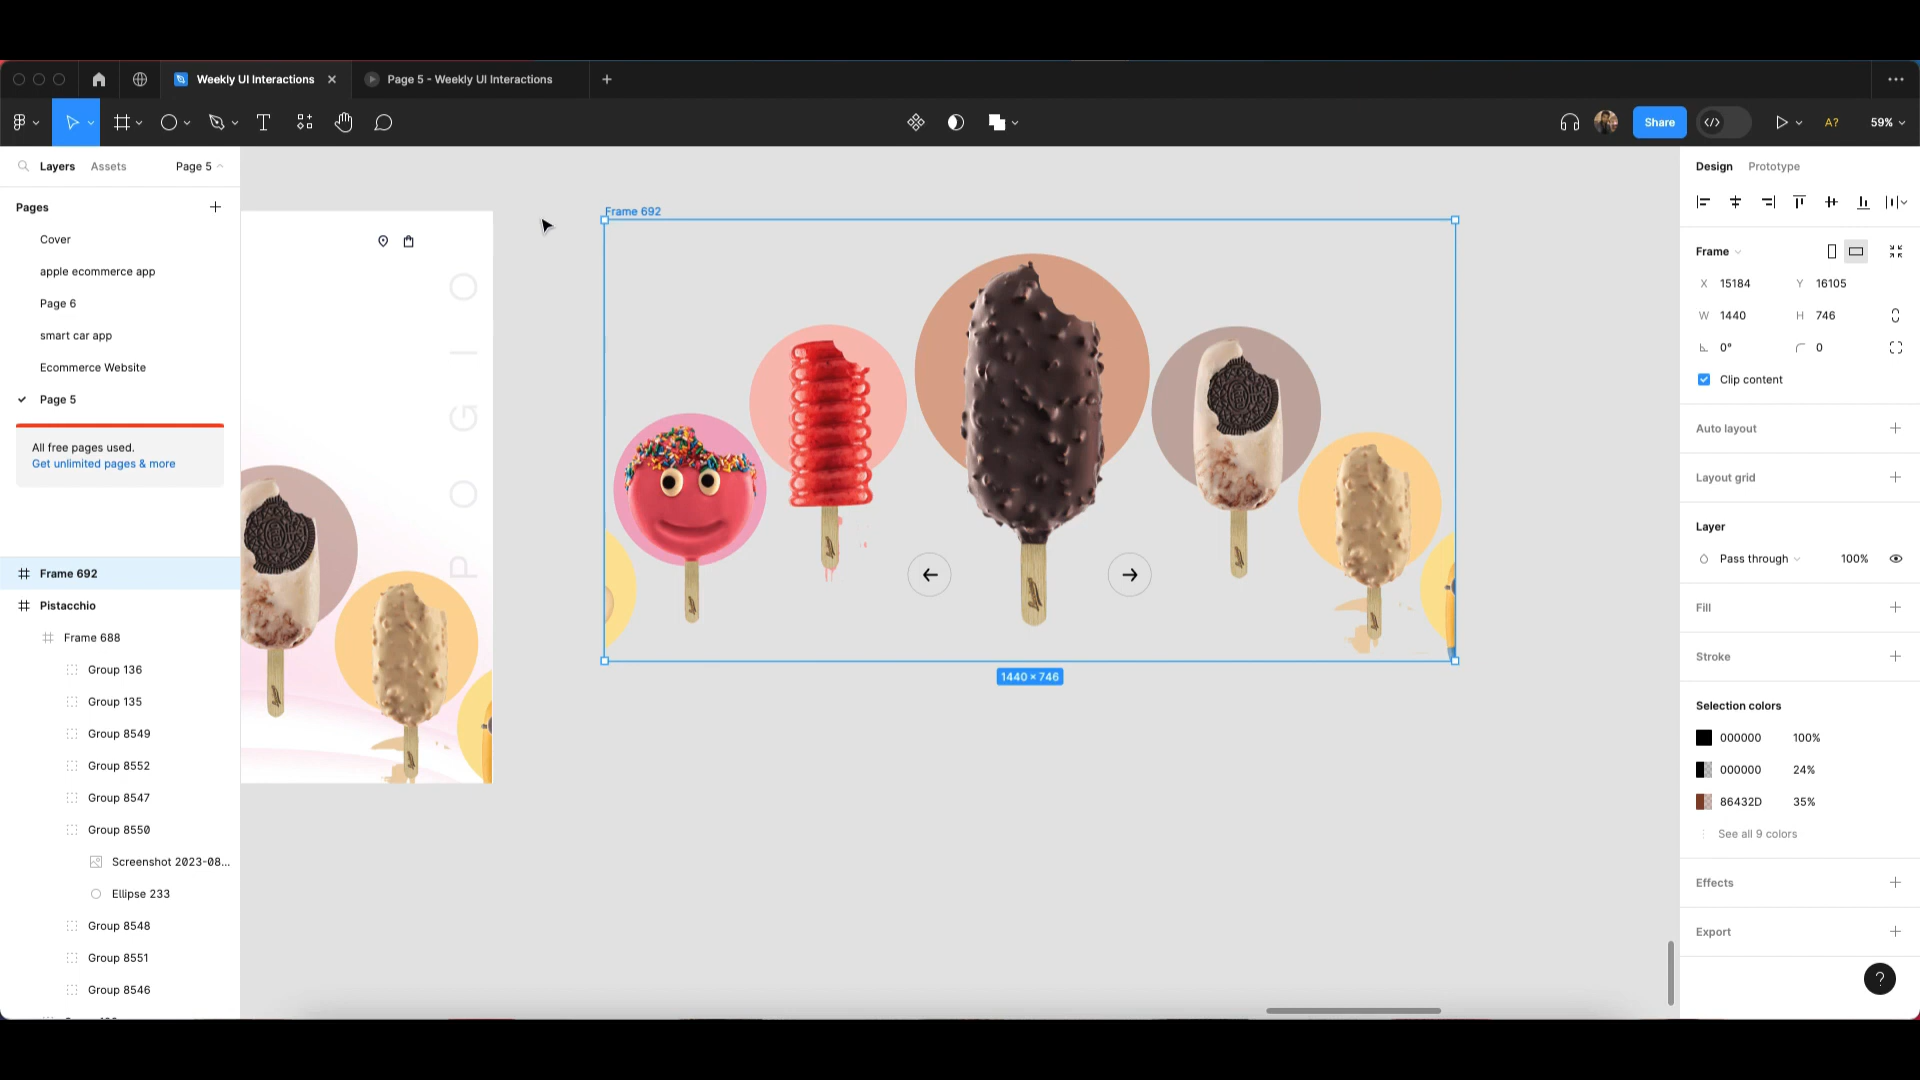 Weekly UI Interactions
Page 5 - Weekly UI Interactions
Share
A?
59%
Layers
Assets
Page 5
Pages
Cover
apple ecommerce app
Page 6
smart car app
Ecommerce Website
Page 5
All free pages used.
Get unlimited pages & more
Frame 692
Pistacchio
Frame 688
Group 136
Group 135
Group 8549
Group 8552
Group 8547
Group 8550
Screenshot 2023-08...
Ellipse 233
Group 8548
Group 8551
Group 8546
POGIO
Frame 692
1440 × 746
Design
Prototype
Frame
X 15184 Y 16105
W 1440 H 746
0° 0
Clip content
Auto layout
Layout grid
Layer
Pass through 100%
Fill
Stroke
Selection colors
000000 100%
000000 24%
86432D 35%
See all 9 colors
Effects
Export
?